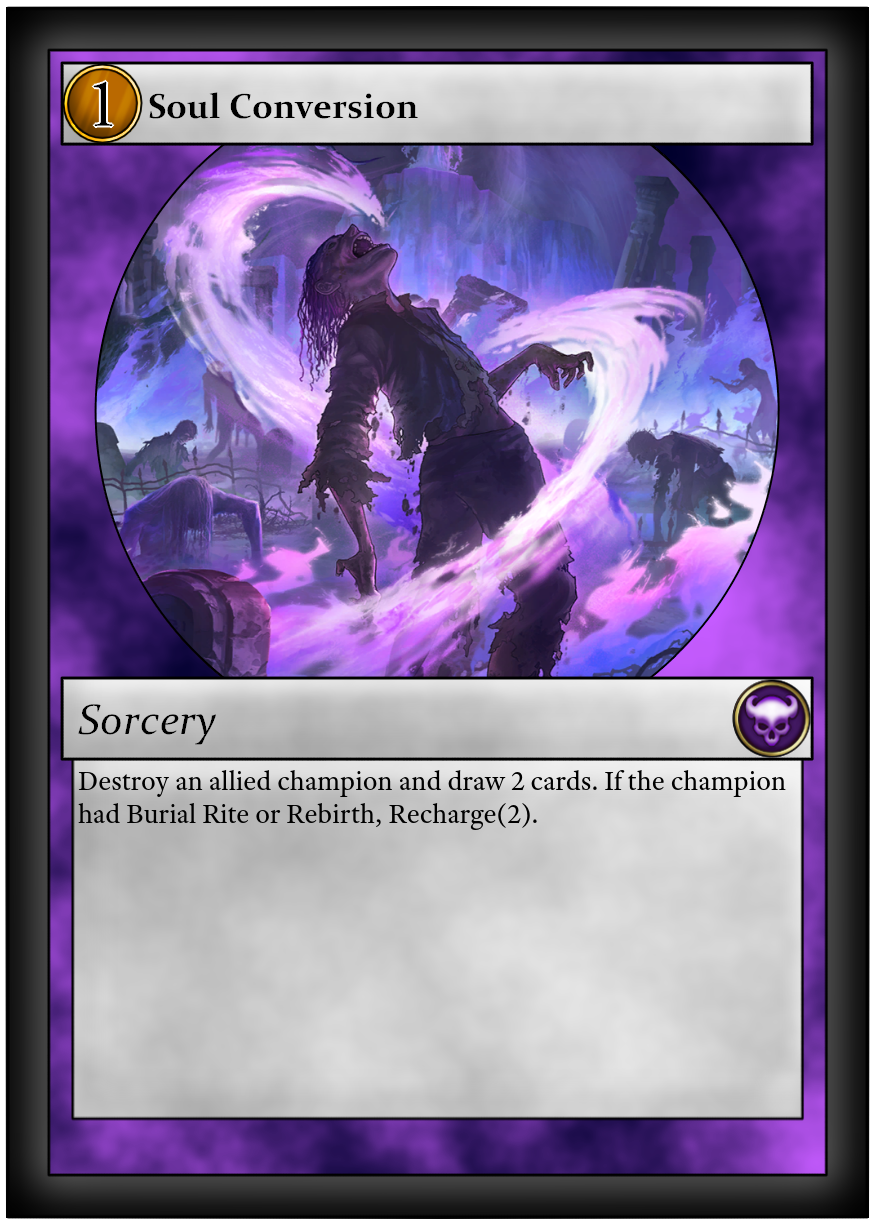 1 Soul Conversion
Sorcery
Destroy an allied champion and draw 2 cards. If the champion
had Burial Rite or Rebirth, Recharge(2).